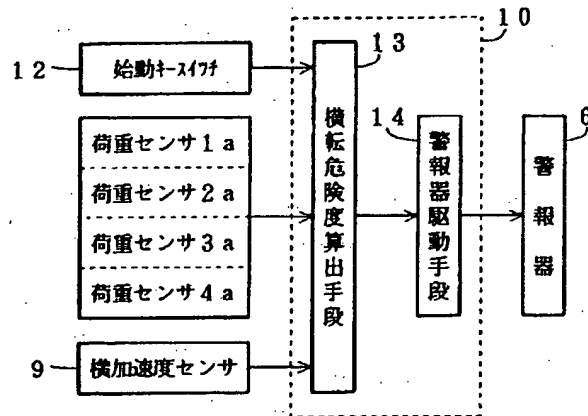 10
12
始動キースイッチ
13
荷重センサ1a
荷重センサ2a
荷重センサ3a
荷重センサ4a
横転危険度算出手段
14
警報器駆動手段
6
警報器
9
横加速度センサ